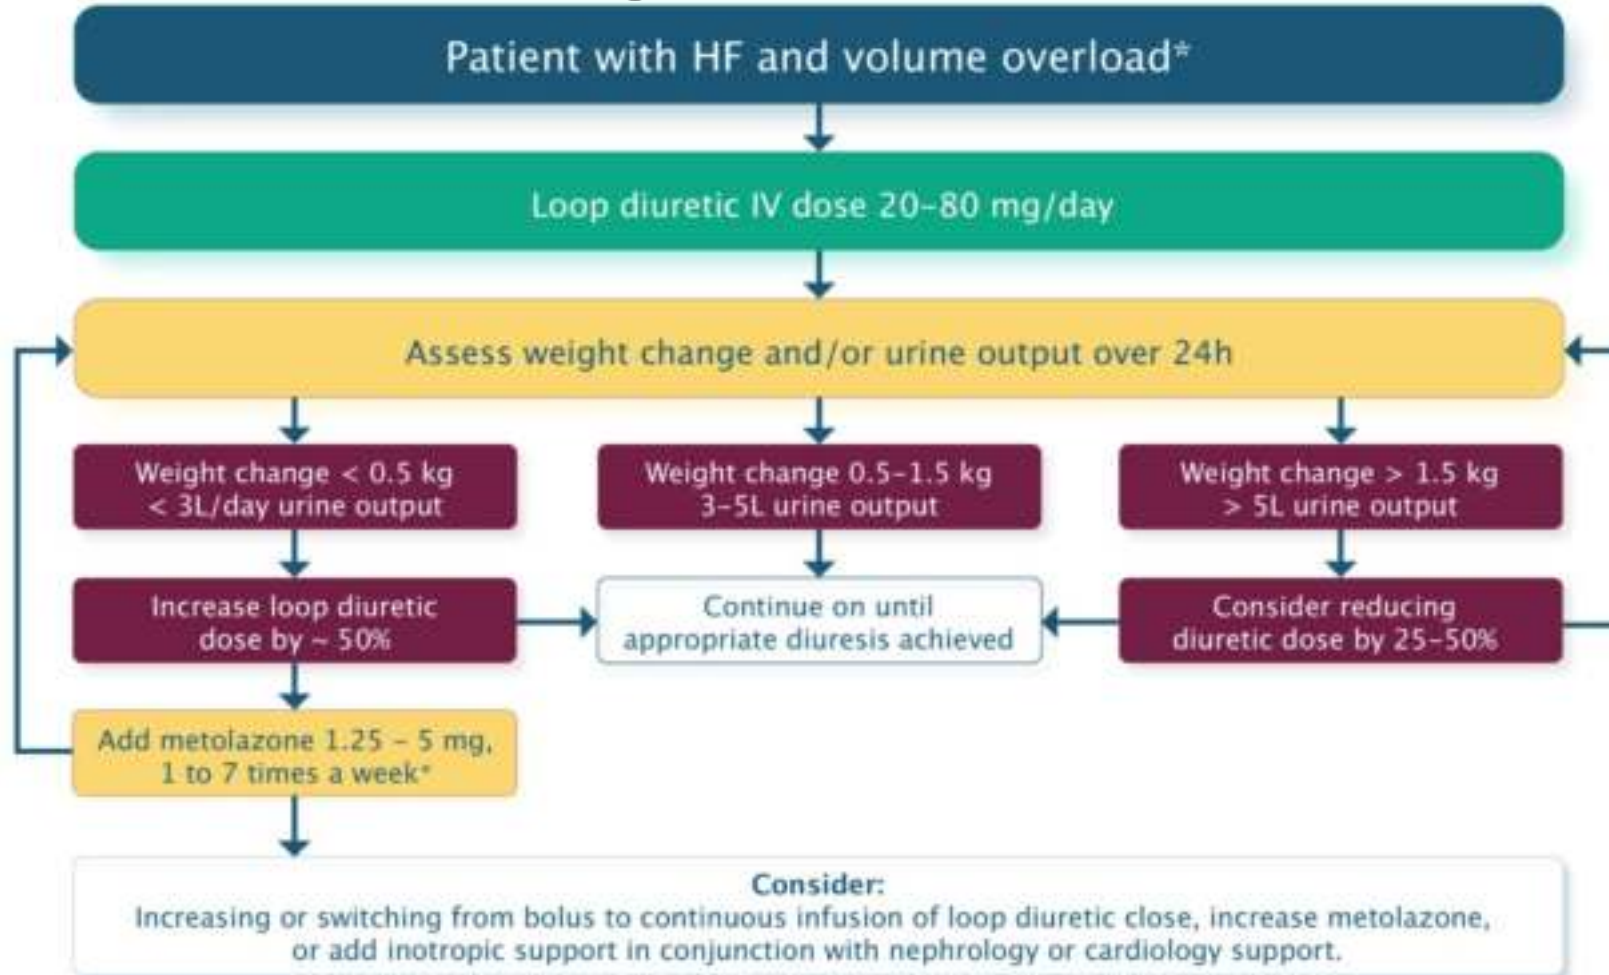 Patient with HF and volume overload*
Loop diuretic IV dose 20–80 mg/day
Assess weight change and/or urine output over 24h
Weight change < 0.5 kg
< 3L/day urine output
Weight change 0.5–1.5 kg
3–5L urine output
Weight change > 1.5 kg
> 5L urine output
Increase loop diuretic
dose by ~ 50%
Continue on until
appropriate diuresis achieved
Consider reducing
diuretic dose by 25–50%
Add metolazone 1.25 – 5 mg,
1 to 7 times a week*
Consider:
Increasing or switching from bolus to continuous infusion of loop diuretic close, increase metolazone,
or add inotropic support in conjunction with nephrology or cardiology support.